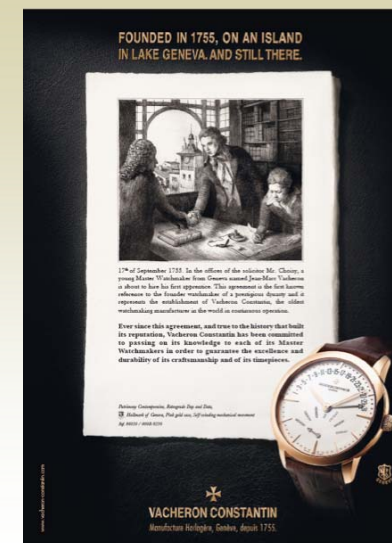 FOUNDED IN 1755, ON AN ISLAND
IN LAKE GENEVA. AND STILL THERE.
17th of September 1755. In the offices of the solicitor Mr. Choisy, a
young Master Watchmaker from Geneva named Jean-Marc Vacheron
is about to hire his first apprentice. This agreement is the first known
reference to the founder watchmaker of a prestigious dynasty and it
represents the establishment of Vacheron Constantin, the oldest
watchmaking manufacturer in the world in continuous operation.
Ever since this agreement, and true to the history that built
its reputation, Vacheron Constantin has been committed
to passing on its knowledge to each of its Master
Watchmakers in order to guarantee the excellence and
durability of its craftsmanship and of its timepieces.
Patrimony Contemporaine, Retrograde Day and Date,
Hallmark of Geneva, Pink gold case, Self-winding mechanical movement
VACHERON CONSTANTIN
Manufacture Horlogère, Genève, depuis 1755.
www.vacheron-constantin.com